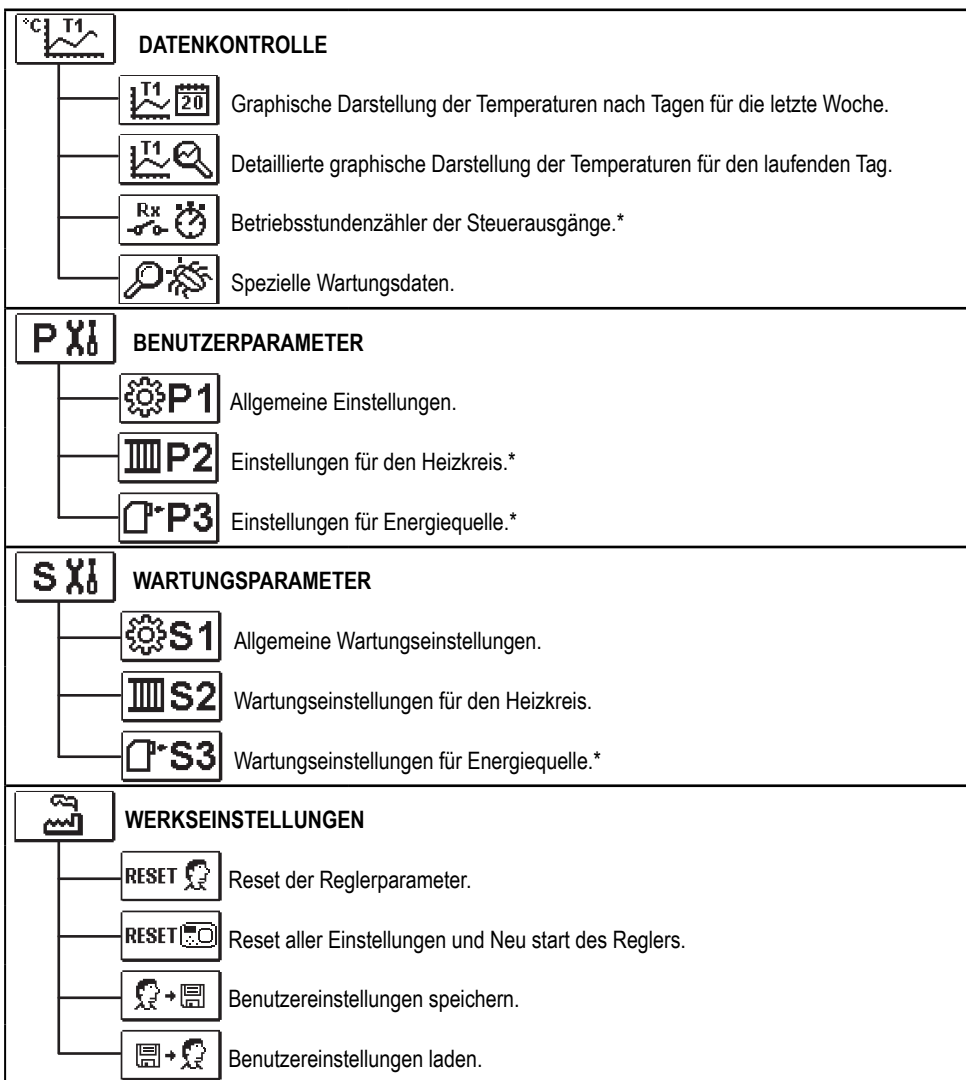 °C T1 DATENKONTROLLE
T1 20 Graphische Darstellung der Temperaturen nach Tagen für die letzte Woche.
T1 Detaillierte graphische Darstellung der Temperaturen für den laufenden Tag.
Rx Betriebsstundenzähler der Steuerausgänge.*
Spezielle Wartungsdaten.
P BENUTZERPARAMETER
P1 Allgemeine Einstellungen.
P2 Einstellungen für den Heizkreis.*
P3 Einstellungen für Energiequelle.*
S WARTUNGSPARAMETER
S1 Allgemeine Wartungseinstellungen.
S2 Wartungseinstellungen für den Heizkreis.
S3 Wartungseinstellungen für Energiequelle.*
WERKSEINSTELLUNGEN
RESET Reset der Reglerparameter.
RESET Reset aller Einstellungen und Neu start des Reglers.
Benutzereinstellungen speichern.
Benutzereinstellungen laden.